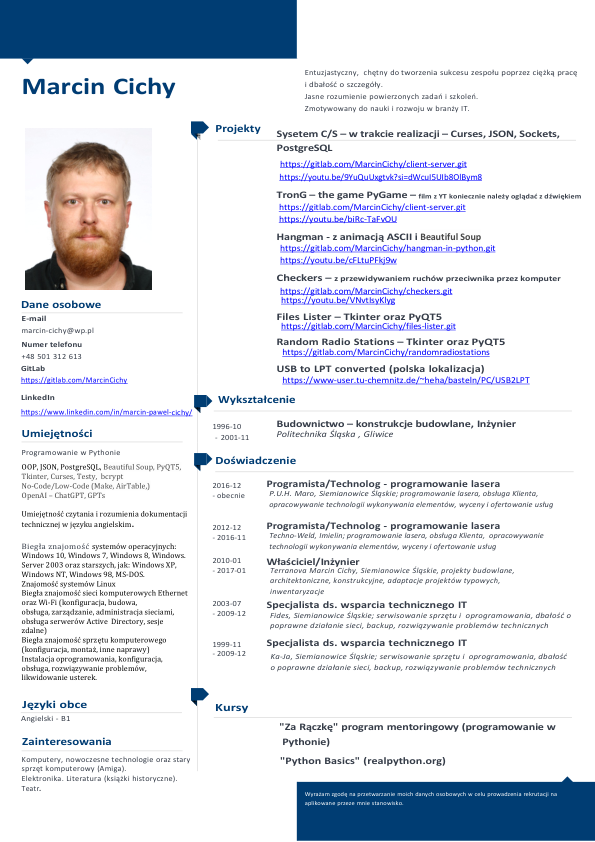 Marcin Cichy
Entuzjastyczny, chętny do tworzenia sukcesu zespołu poprzez ciężką pracę
i dbałość o szczegóły.
Jasne rozumienie powierzonych zadań i szkoleń.
Zmotywowany do nauki i rozwoju w branży IT.
Dane osobowe
E-mail
marcin-cichy@wp.pl
Numer telefonu
+48 501 312 613
GitLab
https://gitlab.com/MarcinCichy
LinkedIn
https://www.linkedin.com/in/marcin-pawel-cichy/
Umiejętności
Programowanie w Pythonie
OOP, JSON, PostgreSQL, Beautiful Soup, PyQT5,
Tkinter, Curses, Testy, bcrypt
No-Code/Low-Code (Make, AirTable,)
OpenAI – ChatGPT, GPTs
Umiejętność czytania i rozumienia dokumentacji
technicznej w języku angielskim.
Biegła znajomość systemów operacyjnych:
Windows 10, Windows 7, Windows 8, Windows.
Server 2003 oraz starszych, jak: Windows XP,
Windows NT, Windows 98, MS-DOS.
Znajomość systemów Linux
Biegła znajomość sieci komputerowych Ethernet
oraz Wi-Fi (konfiguracja, budowa,
obsługa, zarządzanie, administracja sieciami,
obsługa serwerów Active Directory, sesje
zdalne)
Biegła znajomość sprzętu komputerowego
(konfiguracja, montaż, inne naprawy)
Instalacja oprogramowania, konfiguracja,
obsługa, rozwiązywanie problemów,
likwidowanie usterek.
Języki obce
Angielski - B1
Zainteresowania
Komputery, nowoczesne technologie oraz stary
sprzęt komputerowy (Amiga).
Elektronika. Literatura (książki historyczne).
Teatr.
Projekty
Sysetem C/S – w trakcie realizacji – Curses, JSON, Sockets,
PostgreSQL
https://gitlab.com/MarcinCichy/client-server.git
https://youtu.be/9YuQuUxgtvk?si=dWcuI5UIb8OlBym8
TronG – the game PyGame – film z YT koniecznie należy oglądać z dźwiękiem
https://gitlab.com/MarcinCichy/client-server.git
https://youtu.be/biRc-TaFvOU
Hangman - z animacją ASCII i Beautiful Soup
https://gitlab.com/MarcinCichy/hangman-in-python.git
https://youtu.be/cFLtuPFkj9w
Checkers – z przewidywaniem ruchów przeciwnika przez komputer
https://gitlab.com/MarcinCichy/checkers.git
https://youtu.be/VNvtIsyKlyg
Files Lister – Tkinter oraz PyQT5
https://gitlab.com/MarcinCichy/files-lister.git
Random Radio Stations – Tkinter oraz PyQT5
https://gitlab.com/MarcinCichy/randomradiostations
USB to LPT converted (polska lokalizacja)
https://www-user.tu-chemnitz.de/~heha/basteln/PC/USB2LPT
Wykształcenie
1996-10
- 2001-11
Budownictwo – konstrukcje budowlane, Inżynier
Politechnika Śląska , Gliwice
Doświadczenie
2016-12
- obecnie
Programista/Technolog - programowanie lasera
P.U.H. Maro, Siemianowice Śląskie; programowanie lasera, obsługa Klienta,
opracowywanie technologii wykonywania elementów, wyceny i ofertowanie usług
2012-12
- 2016-11
Programista/Technolog - programowanie lasera
Techno-Weld, Imielin; programowanie lasera, obsługa Klienta, opracowywanie
technologii wykonywania elementów, wyceny i ofertowanie usług
2010-01
- 2017-01
Właściciel/Inżynier
Terranova Marcin Cichy, Siemianowice Śląskie, projekty budowlane,
architektoniczne, konstrukcyjne, adaptacje projektów typowych,
inwentaryzacje
2003-07
- 2009-12
Specjalista ds. wsparcia technicznego IT
Fides, Siemianowice Śląskie; serwisowanie sprzętu i oprogramowania, dbałość o
poprawne działanie sieci, backup, rozwiązywanie problemów technicznych
1999-11
- 2009-12
Specjalista ds. wsparcia technicznego IT
Ka-Ja, Siemianowice Śląskie; serwisowanie sprzętu i oprogramowania, dbałość
o poprawne działanie sieci, backup, rozwiązywanie problemów technicznych
Kursy
"Za Rączkę" program mentoringowy (programowanie w
Pythonie)
"Python Basics" (realpython.org)
Wyrażam zgodę na przetwarzanie moich danych osobowych w celu prowadzenia rekrutacji na
aplikowane przeze mnie stanowisko.